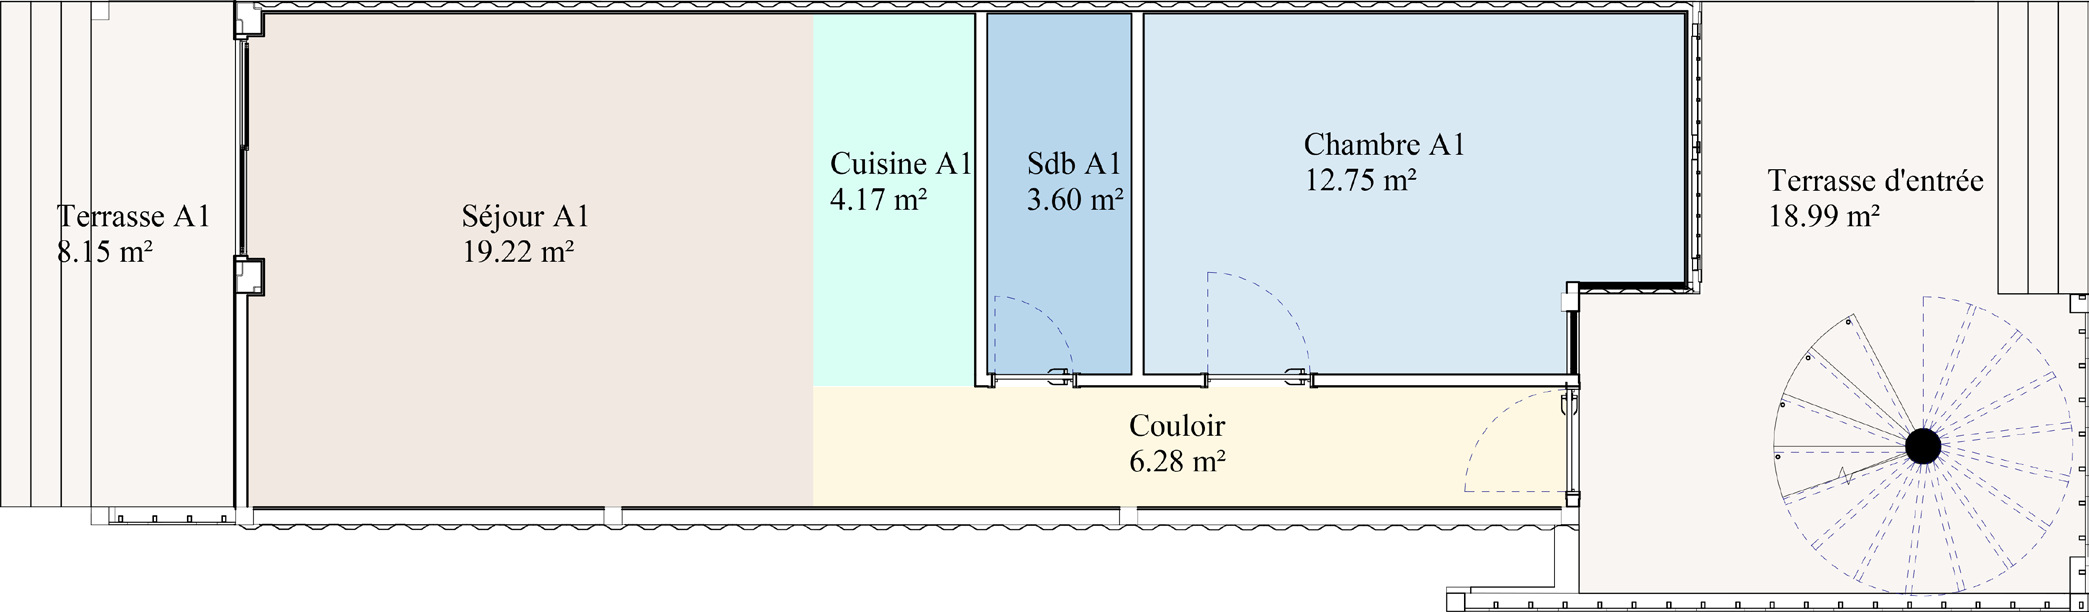 Terrasse A1
8.15 m²
Séjour A1
19.22 m²
Cuisine A1
4.17 m²
Sdb A1
3.60 m²
Chambre A1
12.75 m²
Terrasse d'entrée
18.99 m²
Couloir
6.28 m²